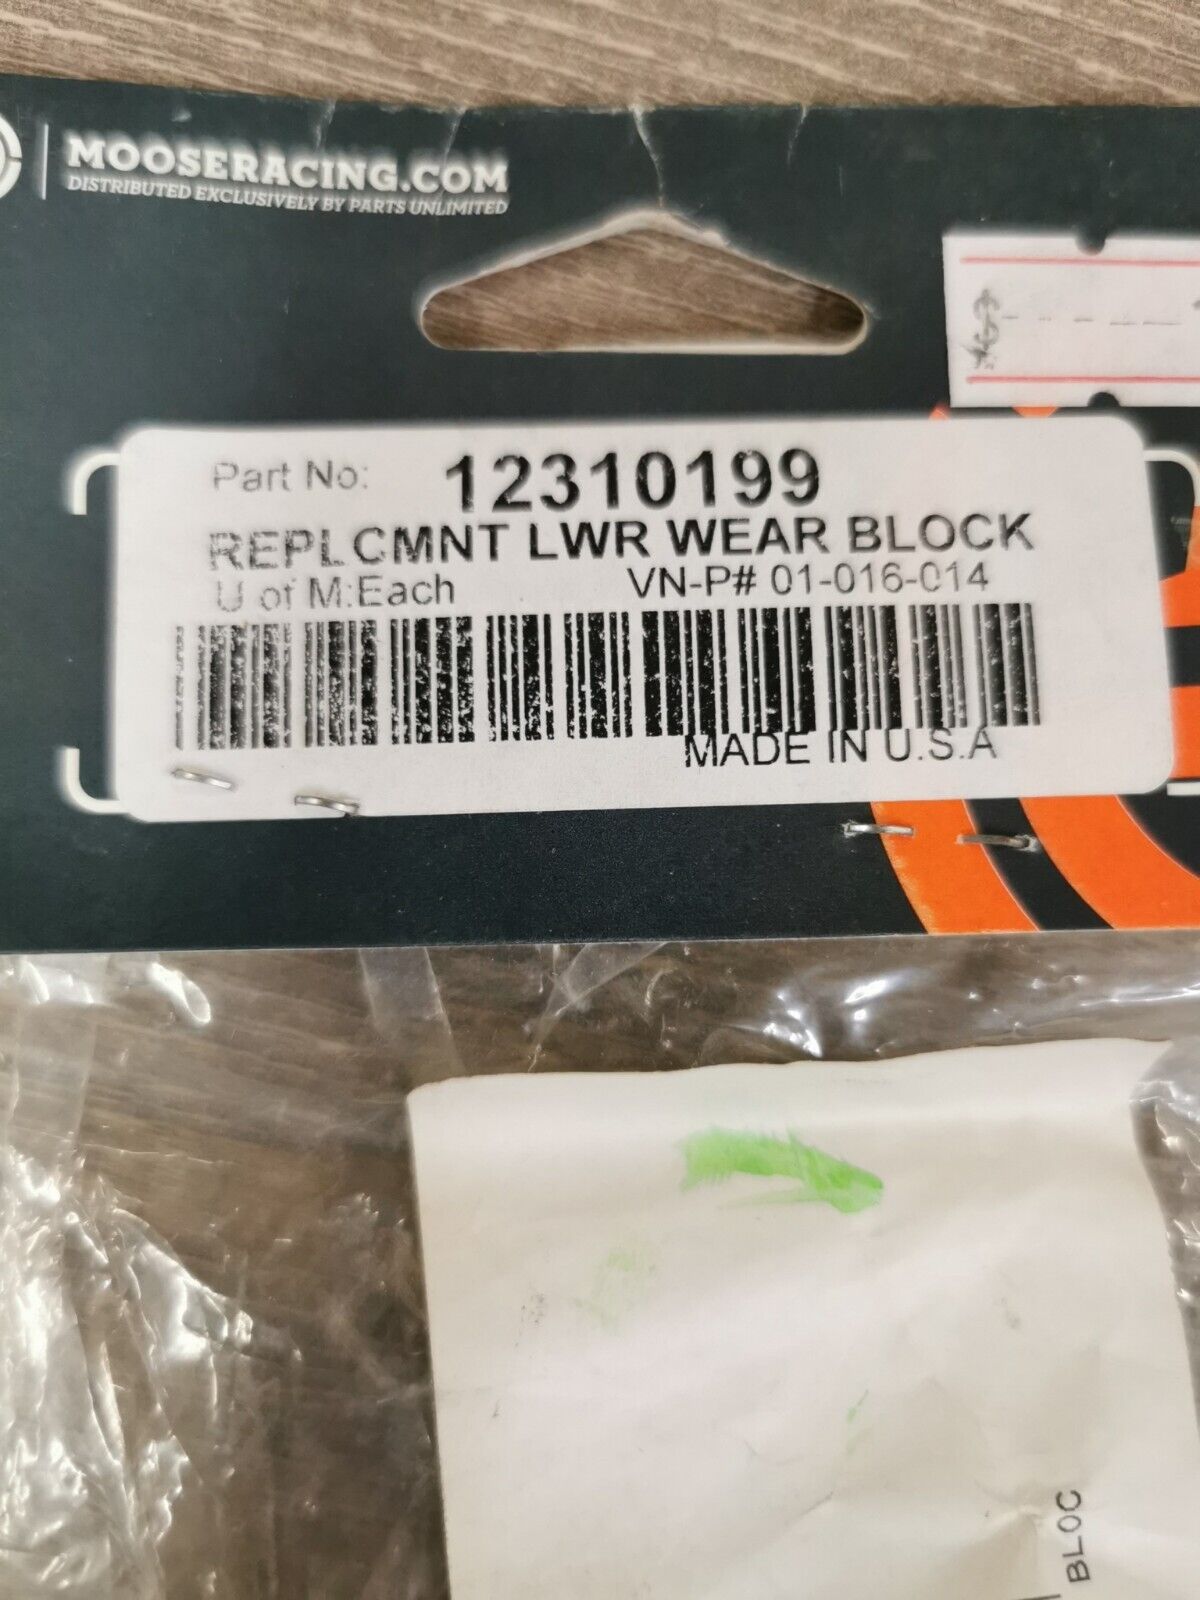 MOOSERACING.COM
DISTRIBUTED EXCLUSIVELY BY PARTS UNLIMITED
Part No: 12310199
REPLCMNT LWR WEAR BLOCK
U of M:Each VN-P# 01-016-014
MADE IN U.S.A
BLOC